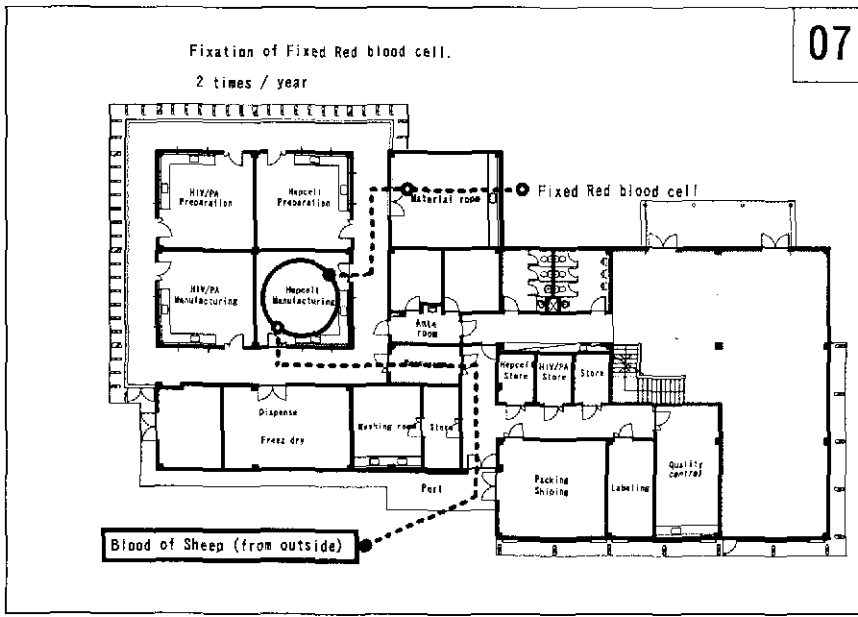 07
Fixation of Fixed Red blood cell.
2 times / year
HIV/PA
Preparation
Hepcell
Preparation
Material room
Fixed Red blood cell
HIV/PA
Manufacturing
Hepcell
Manufacturing
Ante
room
Hepcell
Store
HIV/PA
Store
Store
Dispense
Freez dry
Washing room
Store
Quality
control
Packing
Shiping
Labeling
Port
Blood of Sheep (from outside)